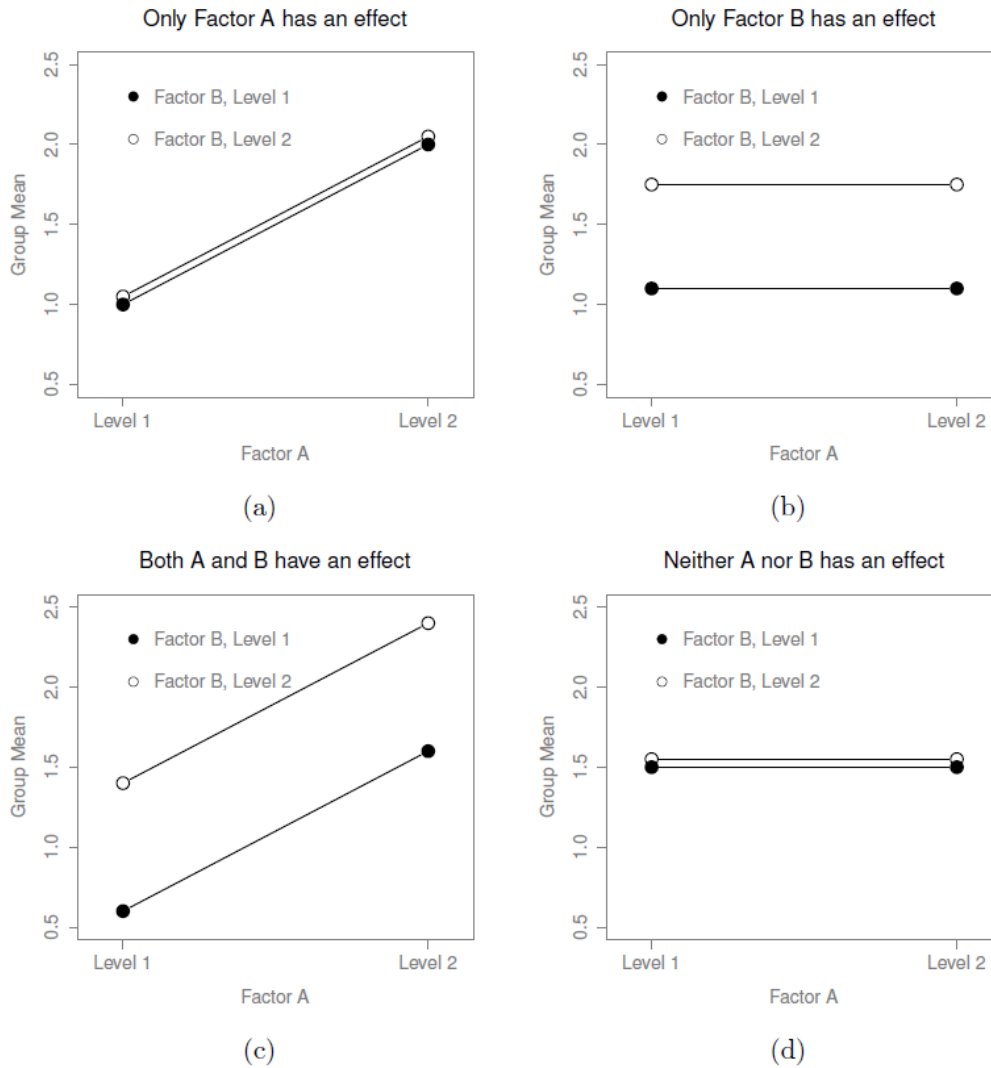 Only Factor A has an effect
2.5
2.0
1.5
1.0
0.5
Group Mean
Factor B, Level 1
Factor B, Level 2
Level 1
Level 2
Factor A
(a)
Only Factor B has an effect
2.5
2.0
1.5
1.0
0.5
Group Mean
Factor B, Level 1
Factor B, Level 2
Level 1
Level 2
Factor A
(b)
Both A and B have an effect
2.5
2.0
1.5
1.0
0.5
Group Mean
Factor B, Level 1
Factor B, Level 2
Level 1
Level 2
Factor A
(c)
Neither A nor B has an effect
2.5
2.0
1.5
1.0
0.5
Group Mean
Factor B, Level 1
Factor B, Level 2
Level 1
Level 2
Factor A
(d)